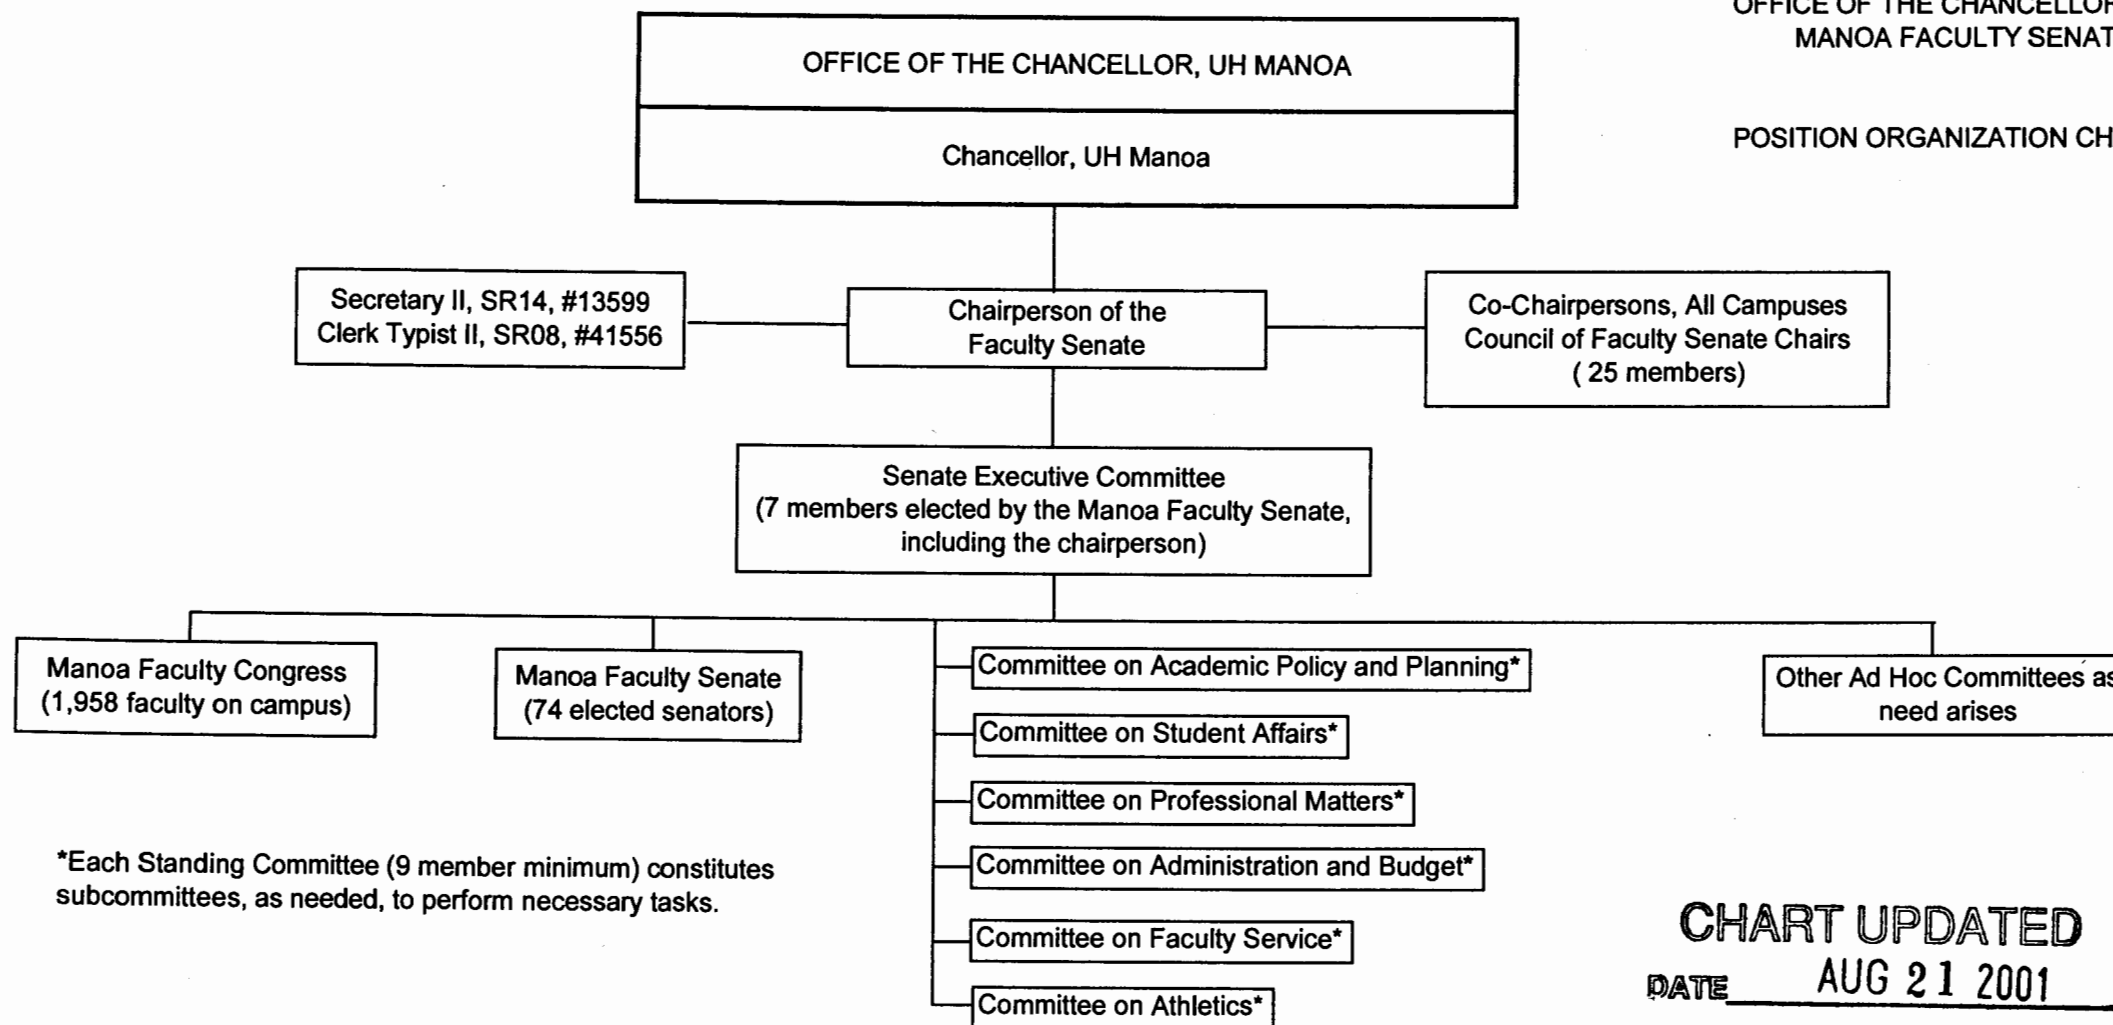 OFFICE OF THE CHANCELLOR
MANOA FACULTY SENAT
POSITION ORGANIZATION CH
OFFICE OF THE CHANCELLOR, UH MANOA
Chancellor, UH Manoa
Secretary II, SR14, #13599
Clerk Typist II, SR08, #41556
Chairperson of the
Faculty Senate
Co-Chairpersons, All Campuses
Council of Faculty Senate Chairs
( 25 members)
Senate Executive Committee
(7 members elected by the Manoa Faculty Senate,
including the chairperson)
Manoa Faculty Congress
(1,958 faculty on campus)
Manoa Faculty Senate
(74 elected senators)
Committee on Academic Policy and Planning*
Committee on Student Affairs*
Committee on Professional Matters*
Committee on Administration and Budget*
Committee on Faculty Service*
Committee on Athletics*
Other Ad Hoc Committees as
need arises
*Each Standing Committee (9 member minimum) constitutes
subcommittees, as needed, to perform necessary tasks.
CHART UPDATED
DATE AUG 21 2001